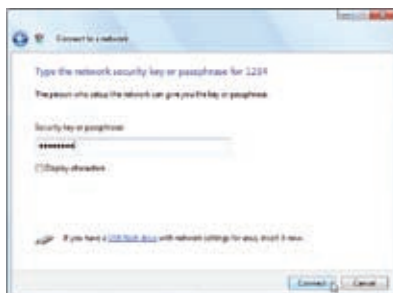 Connect to a network
Type the network security key or passphrase for 1234
The person who setup the network can give you the key or passphrase.
Security key or passphrase:
Display characters
If you have a USB flash drive with network settings for 1234, insert it now.
Connect
Cancel